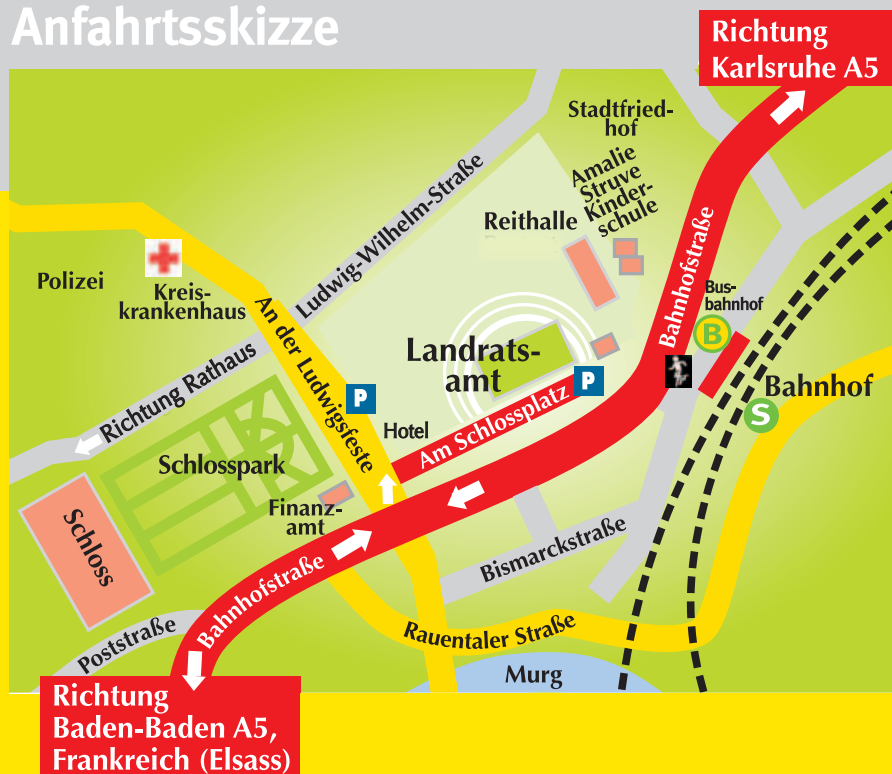 Anfahrtsskizze
Richtung
Karlsruhe A5
Stadtfried-
hof
Amalie
Struve
Kinder-
schule
Reithalle
Ludwig-Wilhelm-Straße
Polizei
Kreis-
krankenhaus
An der Ludwigsfeste
Bahnhofstraße
Bus-
bahnhof
B
Landrats-
amt
P
P
Bahnhof
S
Richtung Rathaus
Hotel
Am Schlossplatz
Schlosspark
Finanz-
amt
Schloss
Bismarckstraße
Bahnhofstraße
Rauentaler Straße
Poststraße
Murg
Richtung
Baden-Baden A5,
Frankreich (Elsass)